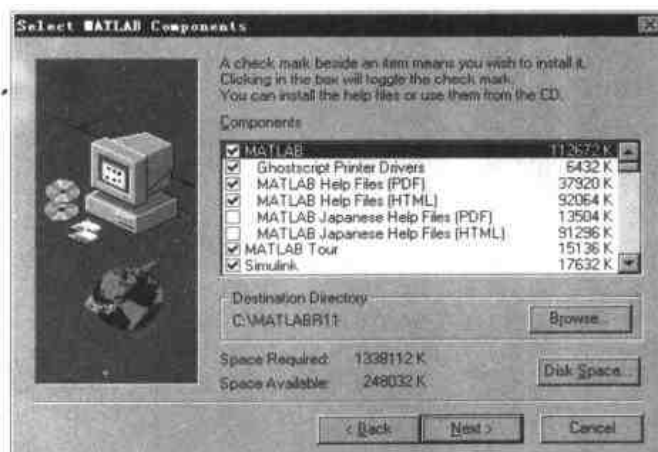 Select MATLAB Components
A check mark beside an item means you wish to install it.
Clicking in the box will toggle the check mark.
You can install the help files or use them from the CD.
Components
MATLAB 112672 K
Ghostscript Printer Drivers 6432 K
MATLAB Help Files (PDF) 37920 K
MATLAB Help Files (HTML) 92064 K
MATLAB Japanese Help Files (PDF) 13504 K
MATLAB Japanese Help Files (HTML) 91296 K
MATLAB Tour 15136 K
Simulink 17632 K
Destination Directory
C:\MATLABR11
Browse...
Space Required: 1338112 K
Space Available: 248032 K
Disk Space...
< Back
Next >
Cancel